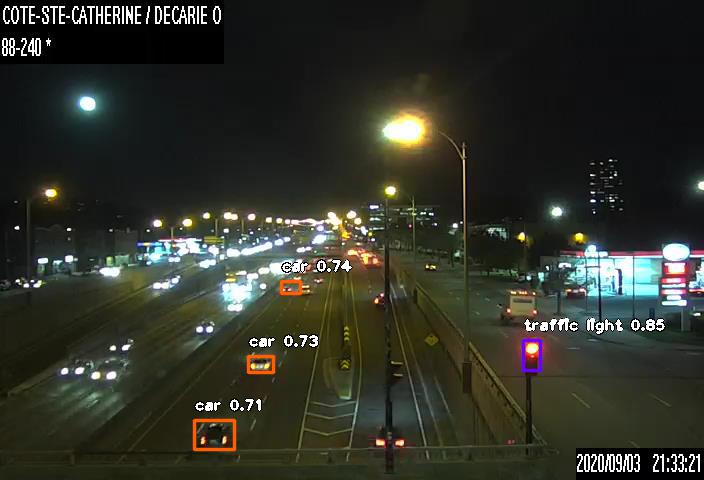 COTE-STE-CATHERINE / DECARIE O
88-240 *
car 0.74
traffic light 0.85
car 0.73
car 0.71
2020/09/03 21:33:21